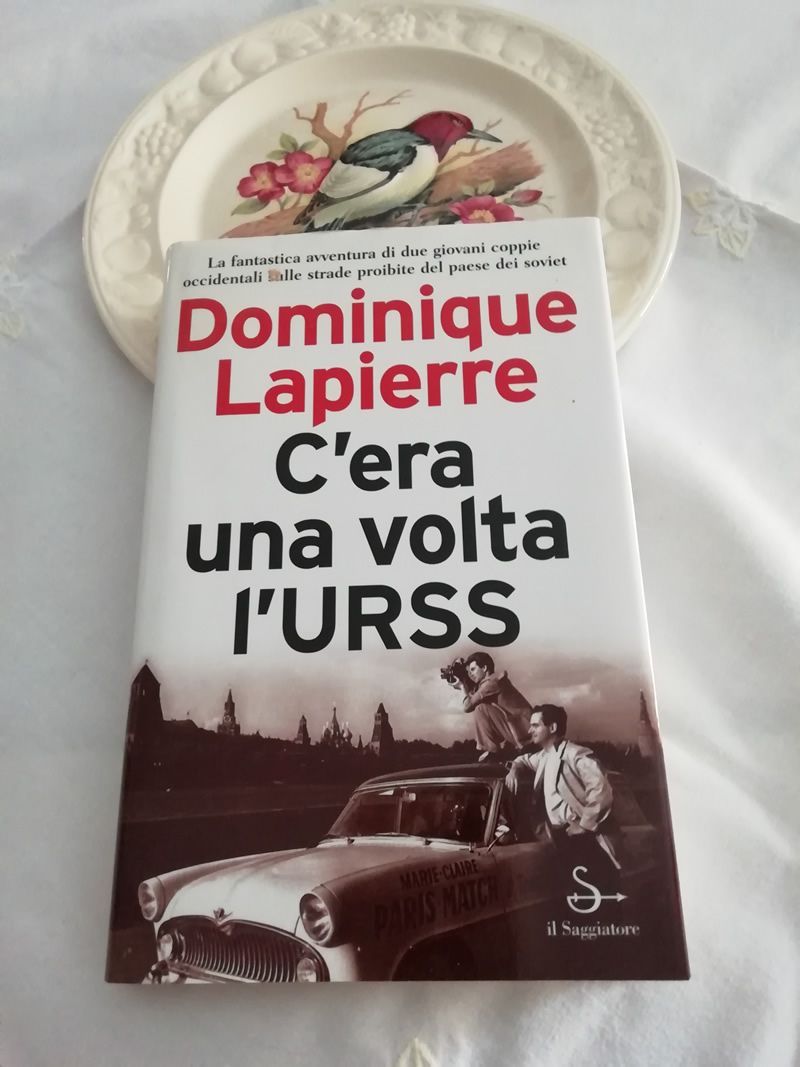 La fantastica avventura di due giovani coppie
occidentali sulle strade proibite del paese dei soviet
Dominique
Lapierre
C'era
una volta
l'URSS
MARIE-CLAIRE
PARIS MATCH
il Saggiatore